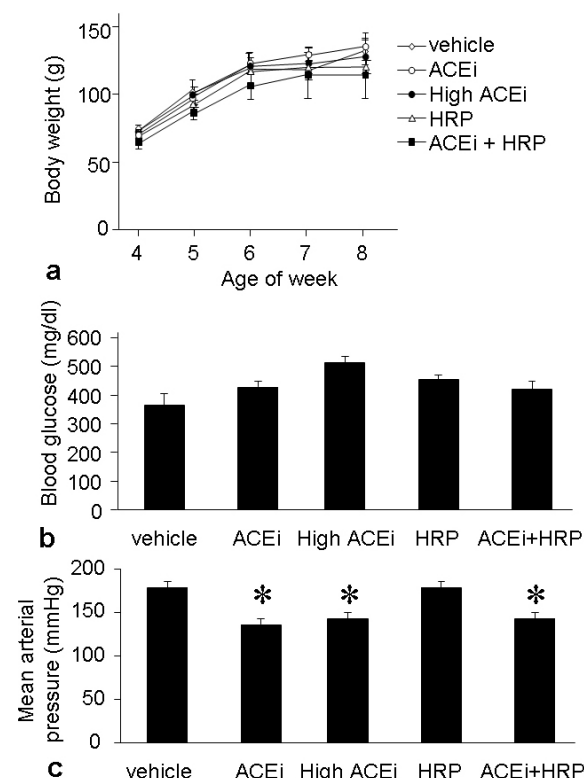 150
100
50
0
Body weight (g)
4 5 6 7 8
Age of week
a
vehicle
ACEi
High ACEi
HRP
ACEi + HRP
600
500
400
300
200
100
0
Blood glucose (mg/dl)
b
vehicle ACEi High ACEi HRP ACEi+HRP
200
150
100
50
0
Mean arterial
pressure (mmHg)
* * *
c
vehicle ACEi High ACEi HRP ACEi+HRP